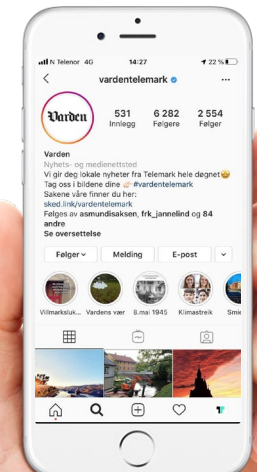 N Telenor 4G 14:27 22 %
vardentelemark
Varden
531 6 282 2 554
Innlegg Følgere Følger
Varden
Nyhets- og medienettsted
Vi gir deg lokale nyheter fra Telemark hele døgnet
Tag oss i bildene dine #vardentelemark
Sakene våre finner du her:
sked.link/vardentelemark
Følges av asmundisaksen, frk_jannelind og 84
andre
Se oversettelse
Følger Melding E-post
Villmarksluk... Vardens vær 8.mai 1945 Klimastreik Smie